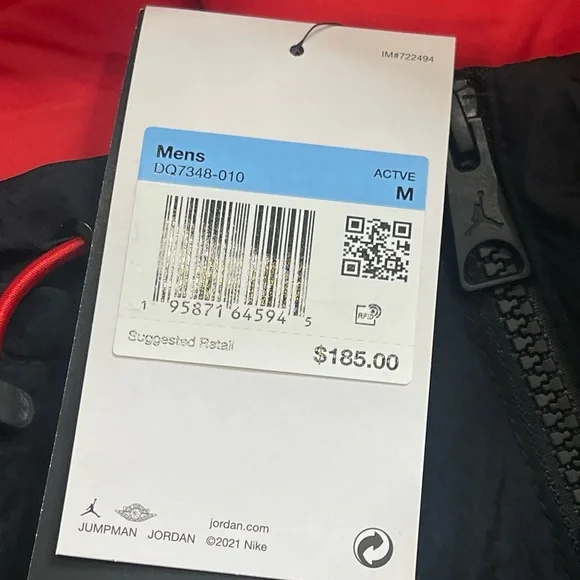 IM#722494
Mens
DQ7348-010
ACTVE
M
1 95871 64594 5
RFID
Suggested Retail
$185.00
JUMPMAN JORDAN
jordan.com
©2021 Nike